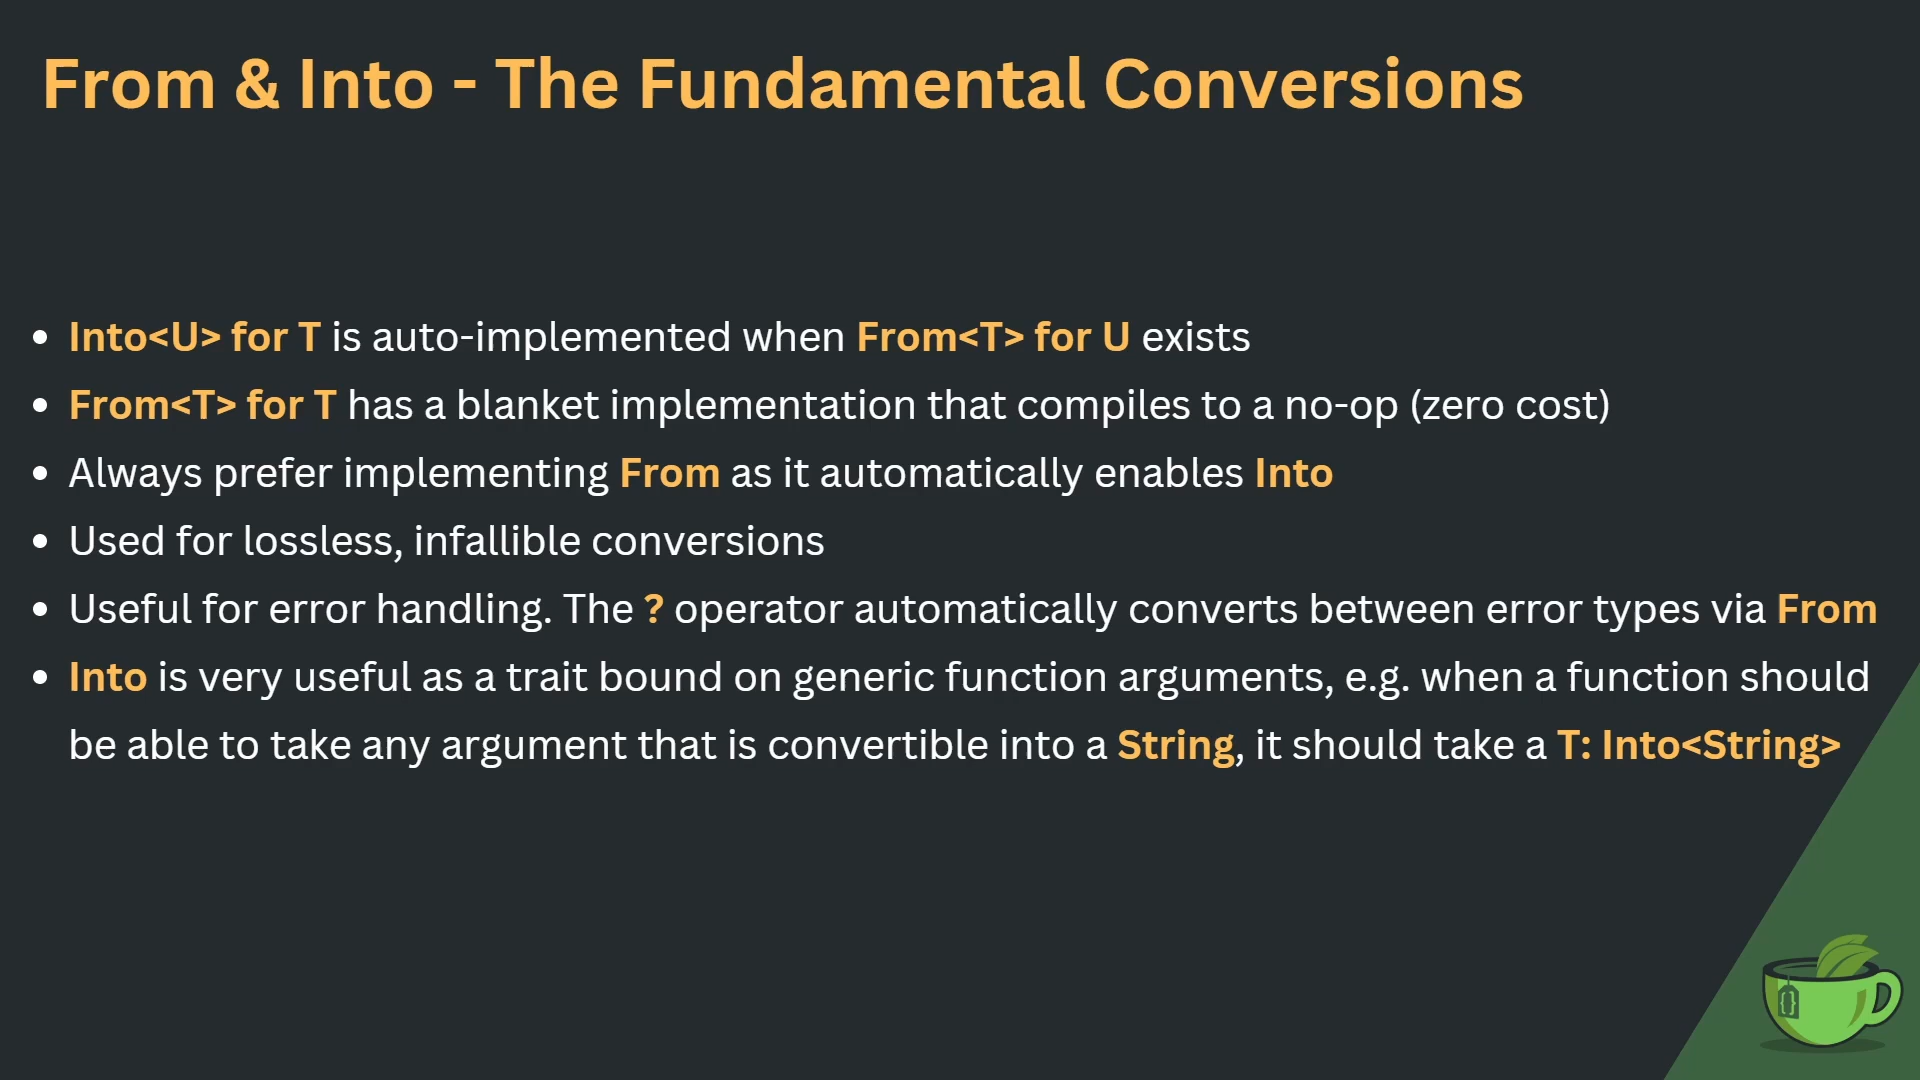 From & Into - The Fundamental Conversions
• Into<U> for T is auto-implemented when From<T> for U exists
• From<T> for T has a blanket implementation that compiles to a no-op (zero cost)
• Always prefer implementing From as it automatically enables Into
• Used for lossless, infallible conversions
• Useful for error handling. The ? operator automatically converts between error types via From
• Into is very useful as a trait bound on generic function arguments, e.g. when a function should
be able to take any argument that is convertible into a String, it should take a T: Into<String>
{}